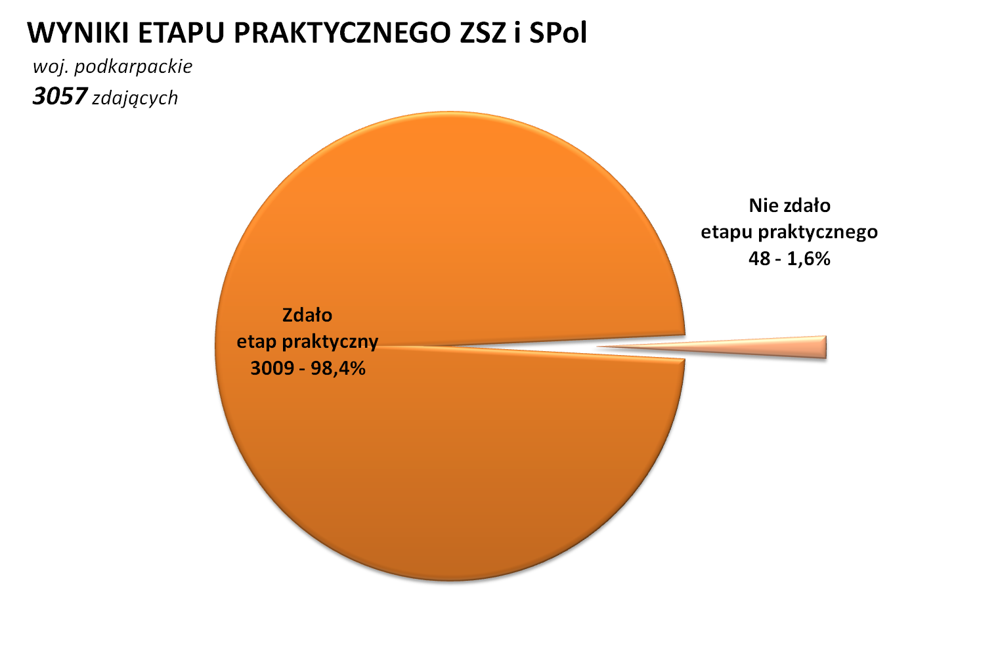 WYNIKI ETAPU PRAKTYCZNEGO ZSZ i SPol
woj. podkarpackie
3057 zdających
Nie zdało
etapu praktycznego
48 - 1,6%
Zdało
etap praktyczny
3009 - 98,4%